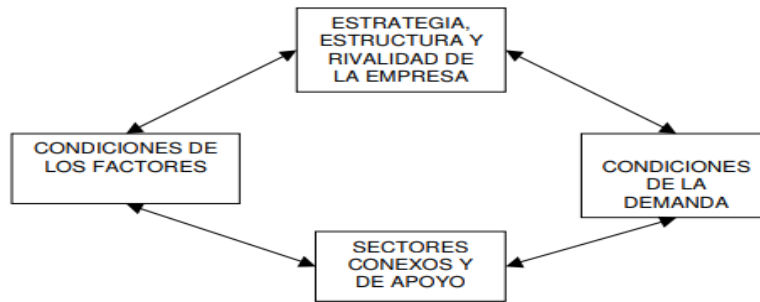 ESTRATEGIA,
ESTRUCTURA Y
RIVALIDAD DE
LA EMPRESA
CONDICIONES DE
LOS FACTORES
CONDICIONES
DE LA
DEMANDA
SECTORES
CONEXOS Y
DE APOYO